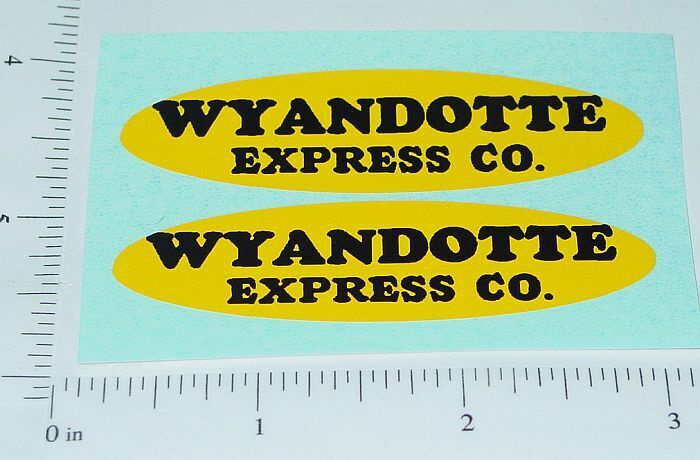 4
WYANDOTTE
EXPRESS CO.
5
WYANDOTTE
EXPRESS CO.
0 in 1 2 3